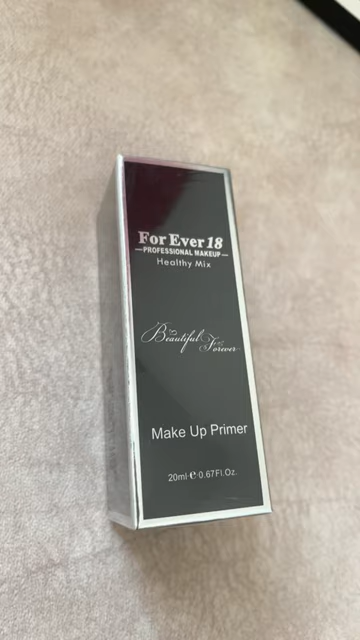 For Ever 18
—PROFESSIONAL MAKEUP—
Healthy Mix
Beautiful Forever
Make Up Primer
20ml ℮ 0.67Fl.Oz.